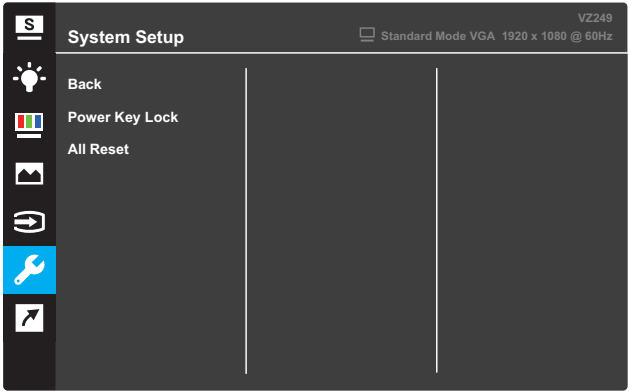 S
VZ249
System Setup
Standard Mode VGA 1920 x 1080 @ 60Hz
Back
Power Key Lock
All Reset